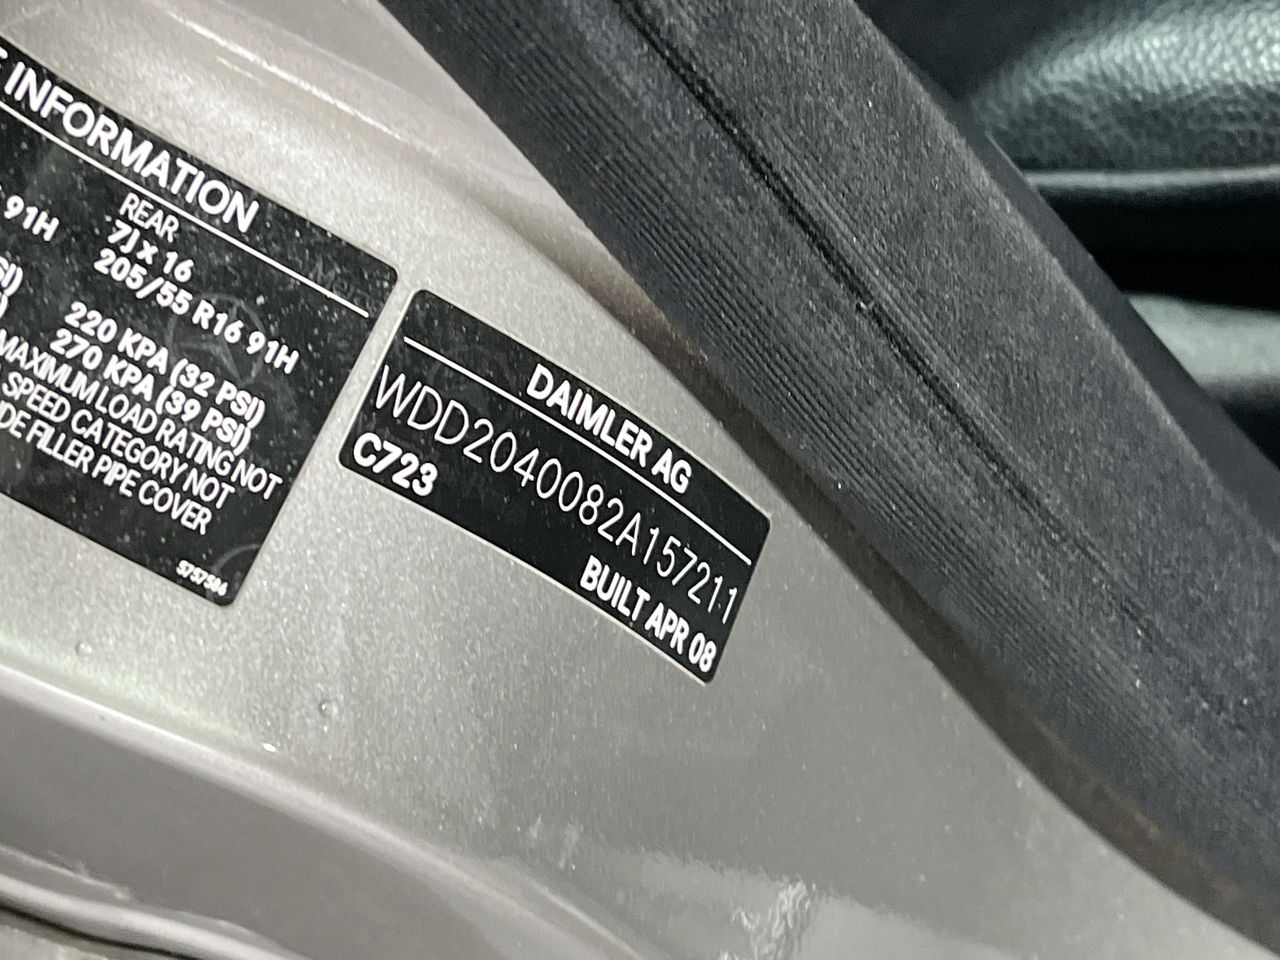 INFORMATION
REAR
7J x 16
91H 205/55 R16 91H
220 KPA (32 PSI)
270 KPA (39 PSI)
MAXIMUM LOAD RATING NOT
SPEED CATEGORY NOT
FILLER PIPE COVER
DAIMLER AG
WDD2040082A157211
C723
BUILT APR 08